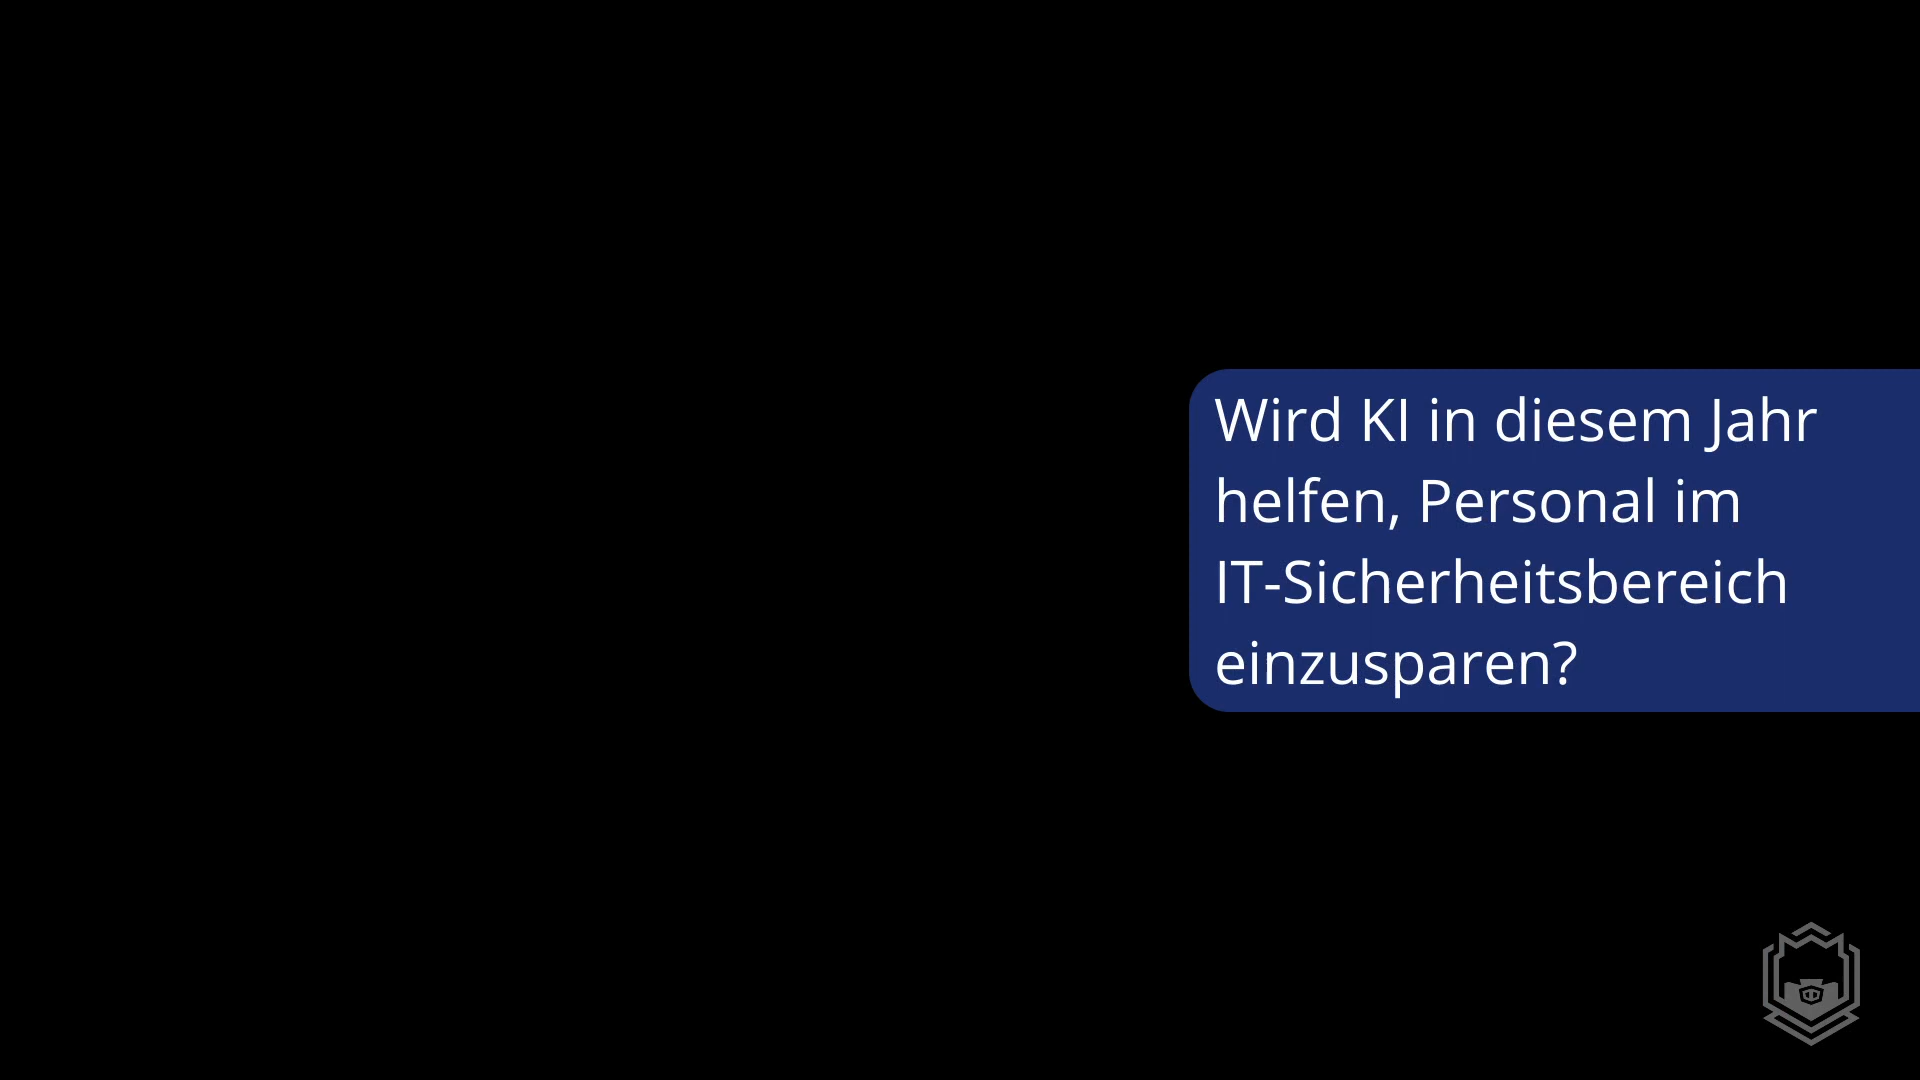 Wird KI in diesem Jahr
helfen, Personal im
IT-Sicherheitsbereich
einzusparen?